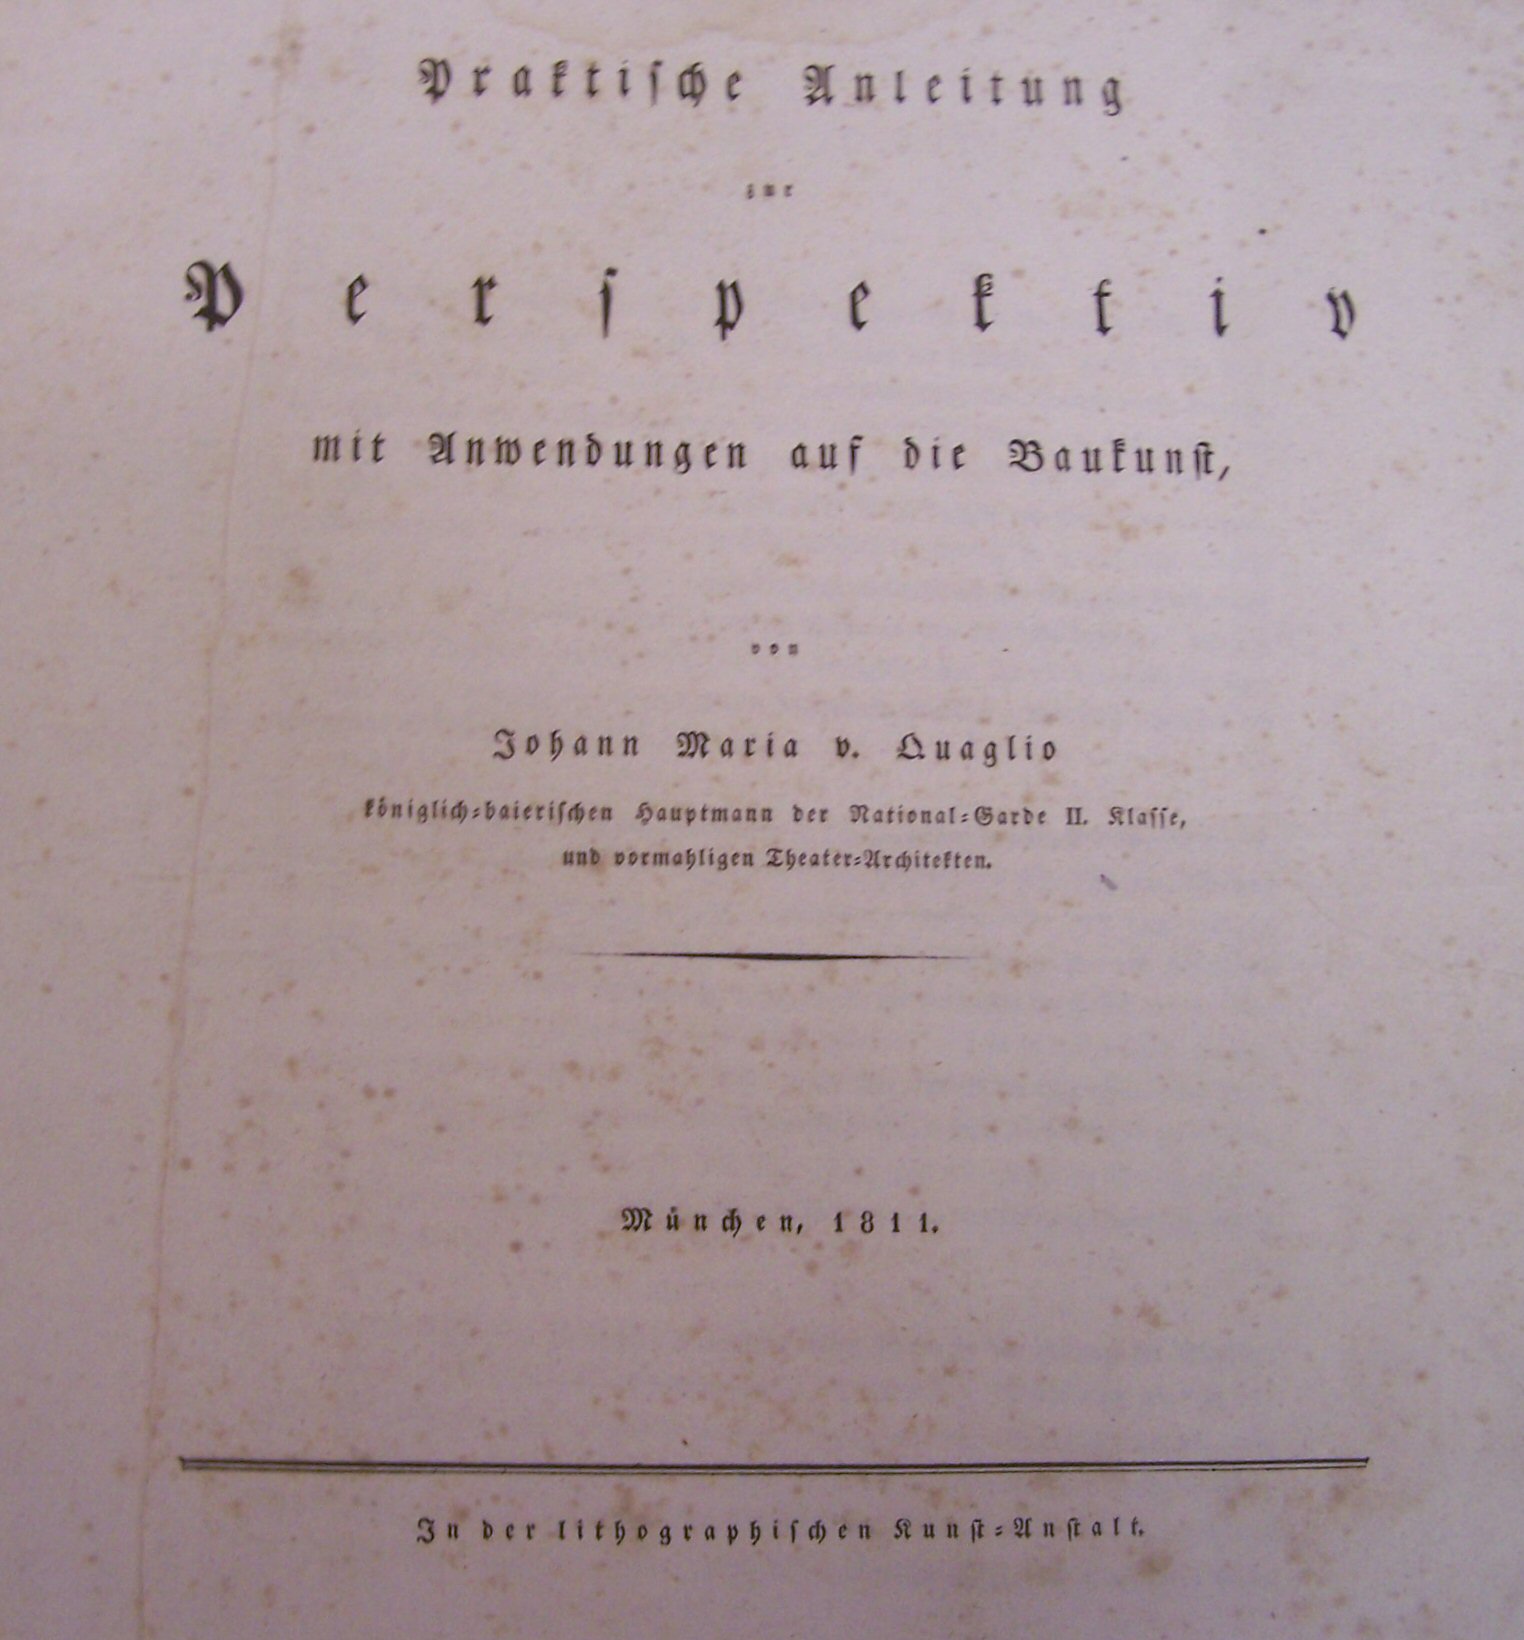 Praktiſche Anleitung
zur
Perſpektiv
mit Anwendungen auf die Baukunſt,
von
Johann Maria v. Quaglio
königlich-baieriſchen Hauptmann der National-Garde II. Klaſſe,
und vormahligen Theater-Architekten.
München, 1811.
In der lithographiſchen Kunſt-Anſtalt.